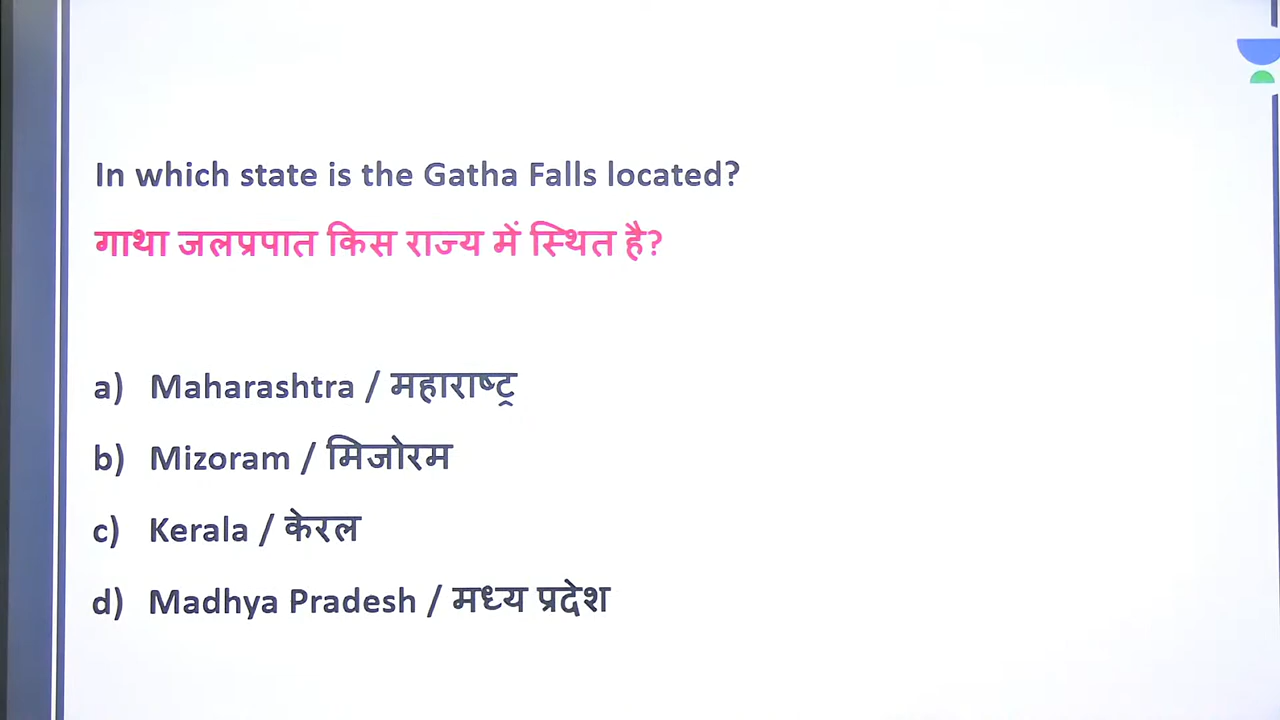 In which state is the Gatha Falls located?
गाथा जलप्रपात किस राज्य में स्थित है?
a) Maharashtra / महाराष्ट्र
b) Mizoram / मिजोरम
c) Kerala / केरल
d) Madhya Pradesh / मध्य प्रदेश